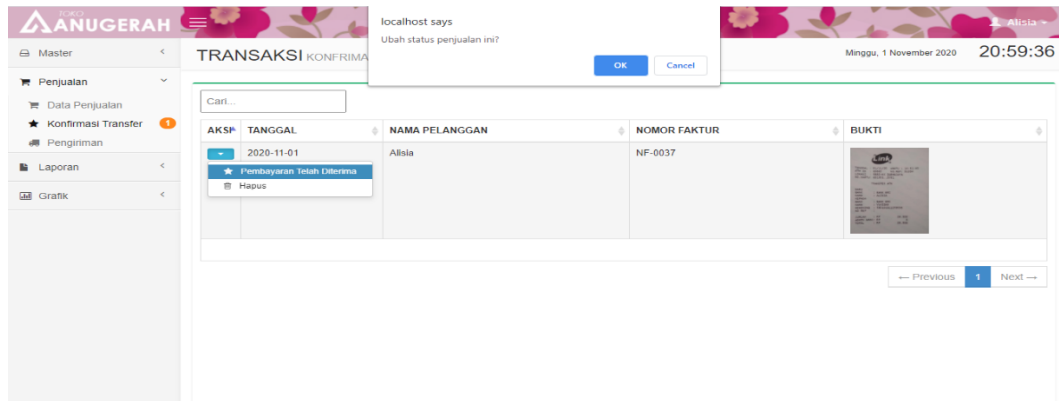 TOKO
ANUGERAH
localhost says
Ubah status penjualan ini?
OK
Cancel
Alisia
Master
TRANSAKSI KONFRIMA
Minggu, 1 November 2020
20:59:36
Penjualan
Data Penjualan
Konfirmasi Transfer 1
Pengiriman
Laporan
Grafik
Cari...
AKSI TANGGAL NAMA PELANGGAN NOMOR FAKTUR BUKTI
2020-11-01 Alisia NF-0037
Pembayaran Telah Diterima
Hapus
← Previous 1 Next →